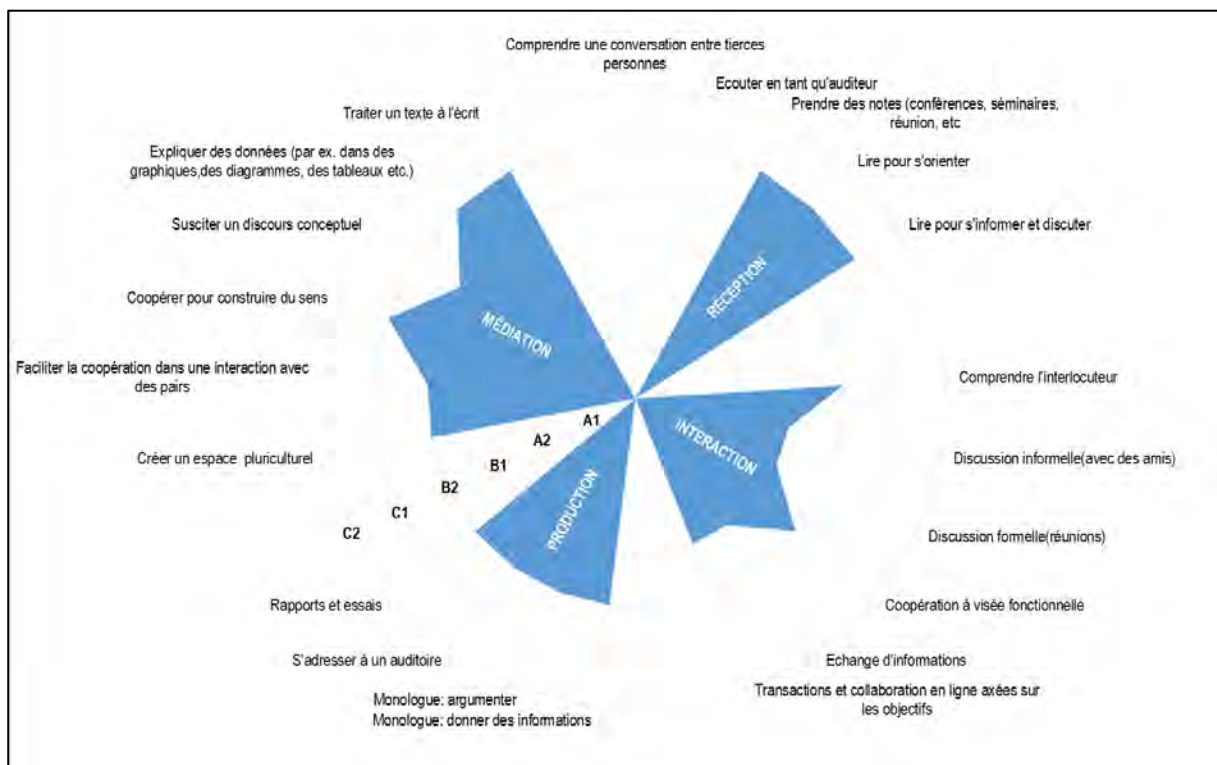 Comprendre une conversation entre tierces
personnes
Ecouter en tant qu'auditeur
Prendre des notes (conférences, séminaires,
réunion, etc
Lire pour s'orienter
Lire pour s'informer et discuter
RÉCEPTION
Comprendre l'interlocuteur
Discussion informelle(avec des amis)
Discussion formelle(réunions)
Coopération à visée fonctionnelle
Echange d'informations
Transactions et collaboration en ligne axées sur
les objectifs
INTERACTION
Monologue: donner des informations
Monologue: argumenter
S'adresser à un auditoire
Rapports et essais
PRODUCTION
Créer un espace pluriculturel
Faciliter la coopération dans une interaction avec
des pairs
Coopérer pour construire du sens
Susciter un discours conceptuel
Expliquer des données (par ex. dans des
graphiques,des diagrammes, des tableaux etc.)
Traiter un texte à l'écrit
MÉDIATION
A1
A2
B1
B2
C1
C2